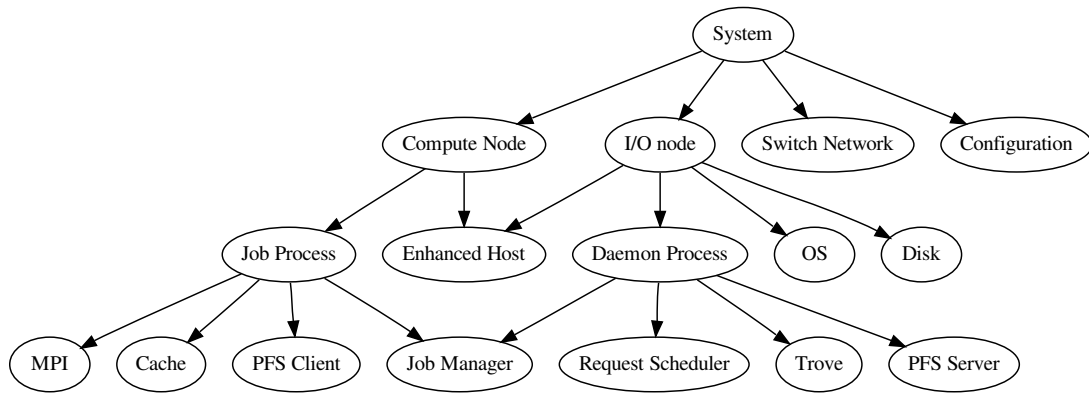 System
Compute Node
I/O node
Switch Network
Configuration
Job Process
Enhanced Host
Daemon Process
OS
Disk
MPI
Cache
PFS Client
Job Manager
Request Scheduler
Trove
PFS Server